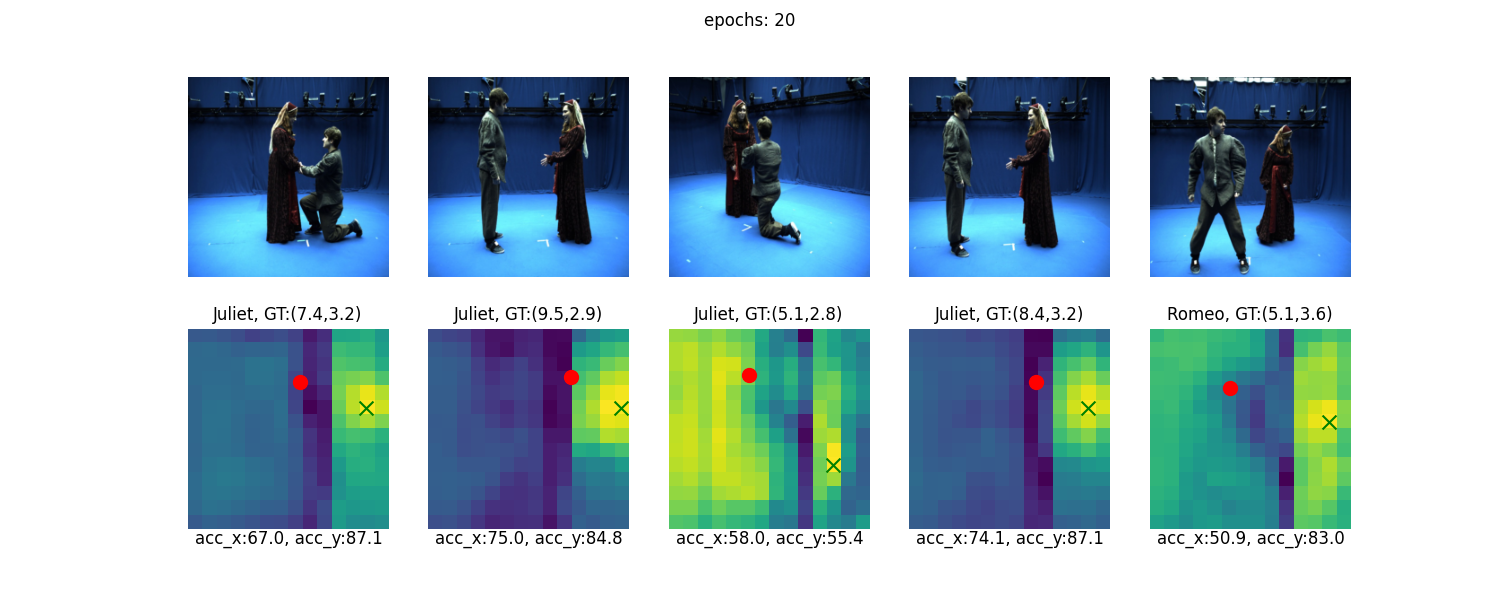 epochs: 20
Juliet, GT:(7.4,3.2)
Juliet, GT:(9.5,2.9)
Juliet, GT:(5.1,2.8)
Juliet, GT:(8.4,3.2)
Romeo, GT:(5.1,3.6)
acc_x:67.0, acc_y:87.1
acc_x:75.0, acc_y:84.8
acc_x:58.0, acc_y:55.4
acc_x:74.1, acc_y:87.1
acc_x:50.9, acc_y:83.0